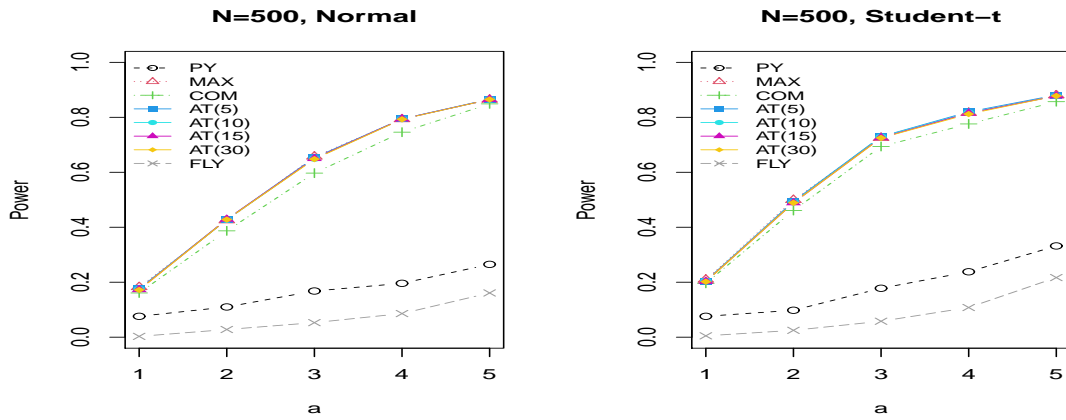 N=500, Normal
Power
1.0
0.8
0.6
0.4
0.2
0.0
PY
MAX
COM
AT(5)
AT(10)
AT(15)
AT(30)
FLY
1 2 3 4 5
a
N=500, Student-t
Power
1.0
0.8
0.6
0.4
0.2
0.0
PY
MAX
COM
AT(5)
AT(10)
AT(15)
AT(30)
FLY
1 2 3 4 5
a